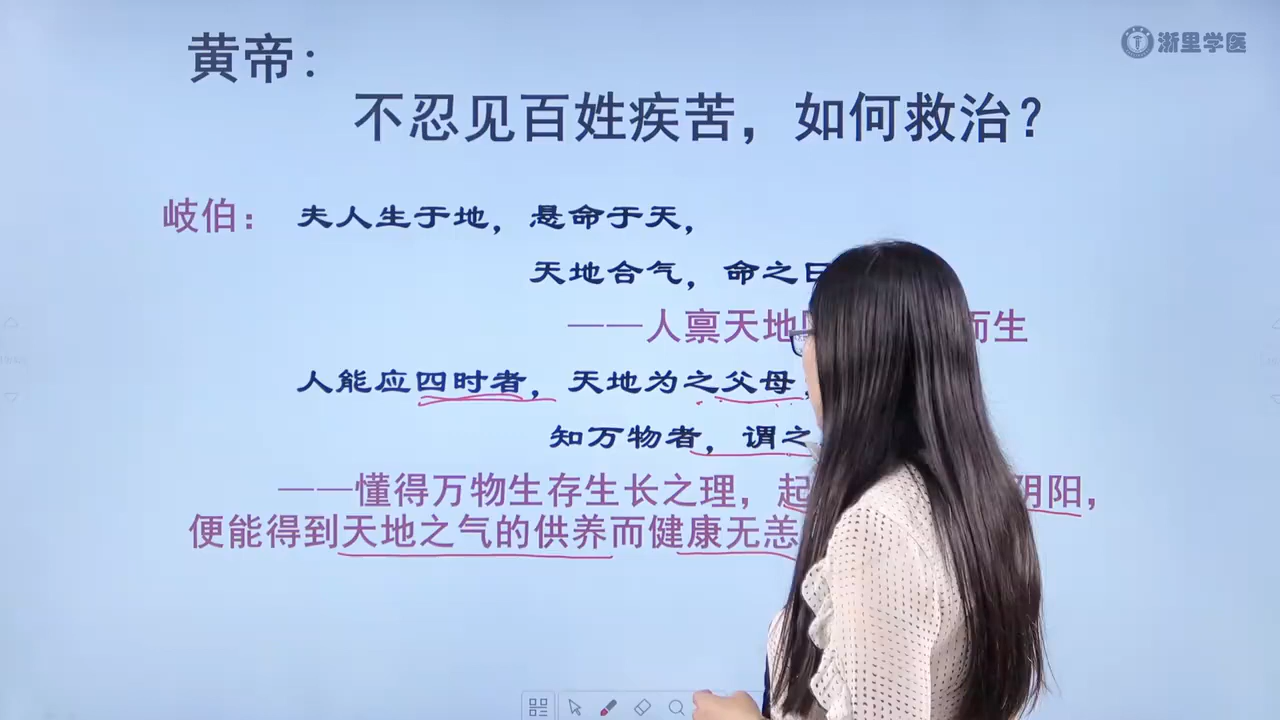 浙里学医
黄帝：
不忍见百姓疾苦，如何救治？
岐伯： 夫人生于地，悬命于天，
天地合气，命之曰
——人禀天地 而生
人能应四时者，天地为之父母，
知万物者，谓之
——懂得万物生存生长之理，起 阴阳，
便能得到天地之气的供养而健康无恙